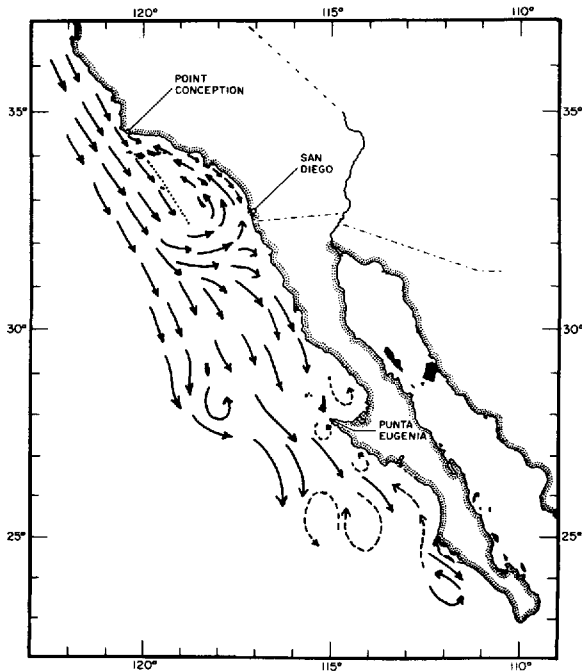 120° 115° 110°
POINT
CONCEPTION
35° 35°
SAN
DIEGO
30° 30°
PUNTA
EUGENIA
25° 25°
120° 115° 110°